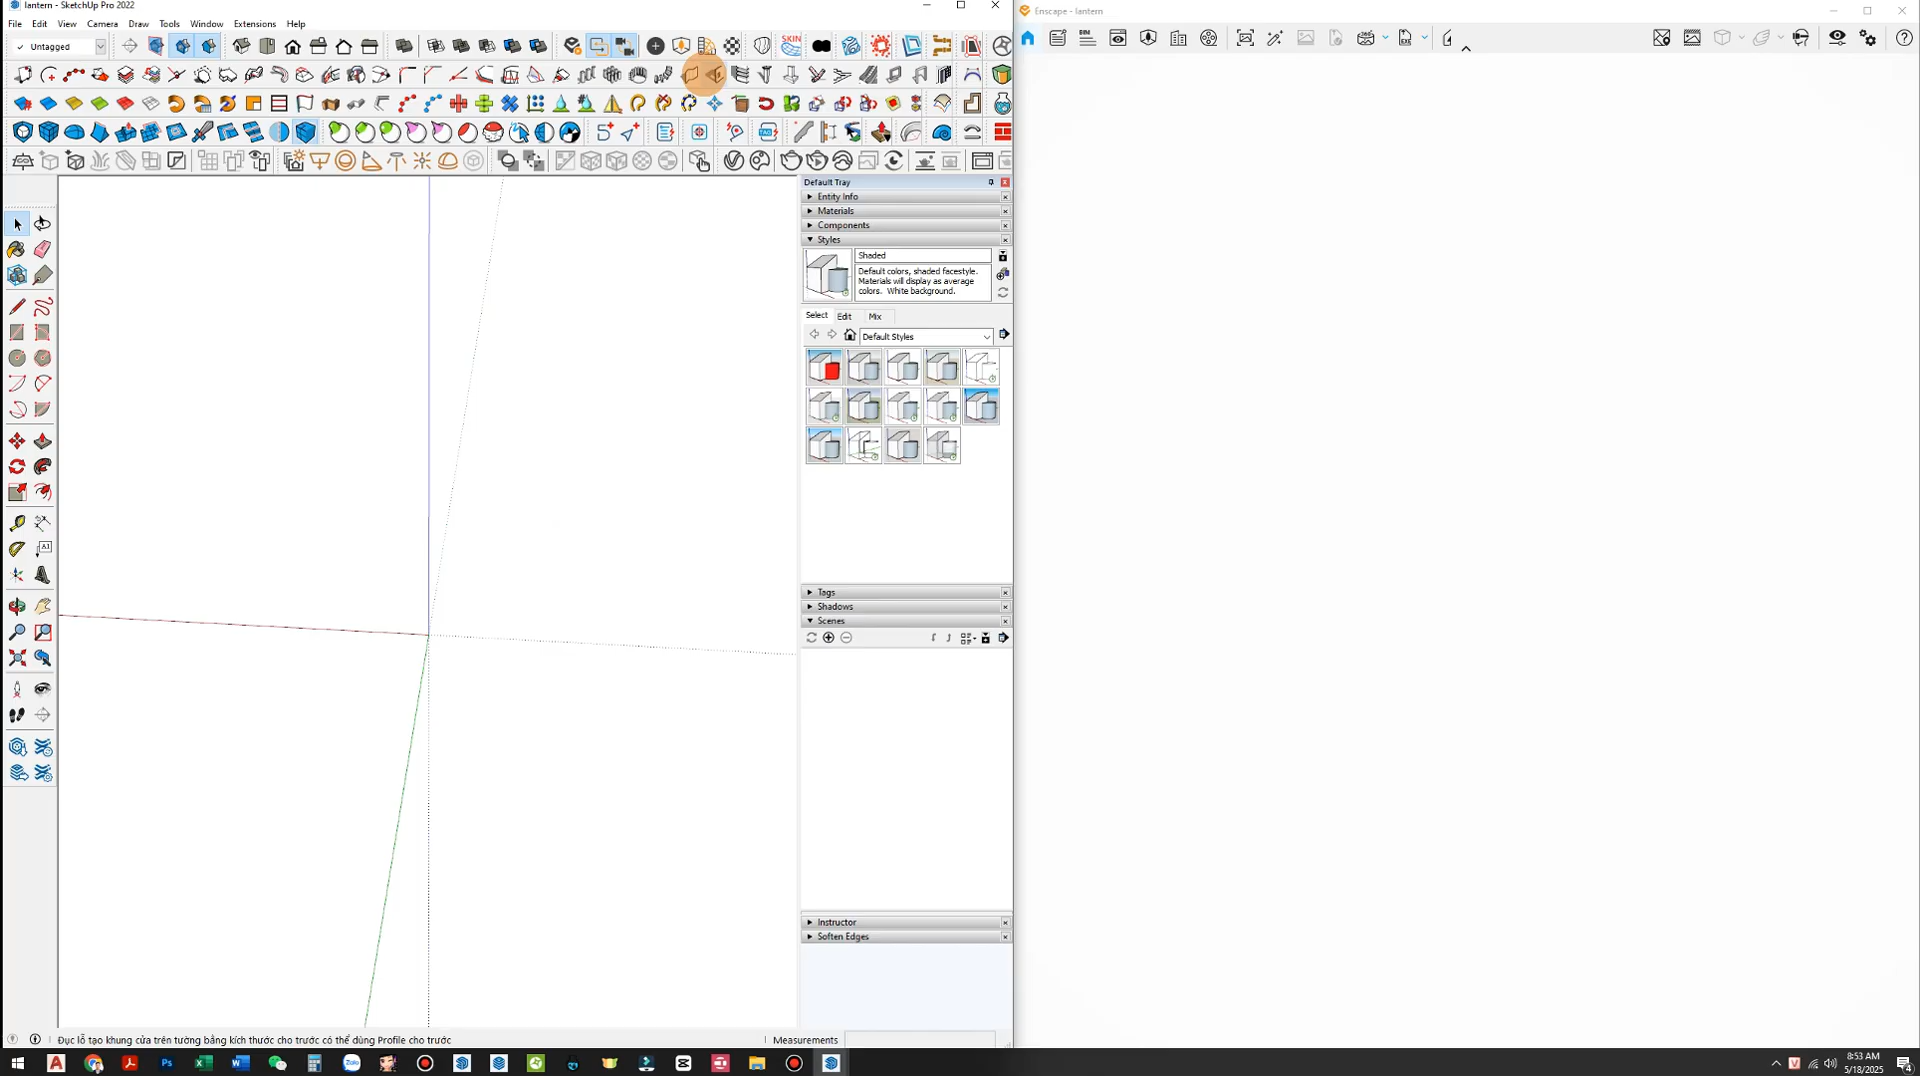 lantern - SketchUp Pro 2022
Enscape - lantern
File Edit View Camera Draw Tools Window Extensions Help
Untagged
SKIN
TAG
Default Tray
Entity Info
Materials
Components
Styles
Shaded
Default colors, shaded facestyle.
Materials will display as average
colors. White background.
Select Edit Mix
Default Styles
A1
Tags
Shadows
Scenes
Instructor
Soften Edges
Đục lỗ tạo khung cửa trên tường bằng kích thước cho trước có thể dùng Profile cho trước
Measurements
8:53 AM
5/18/2025